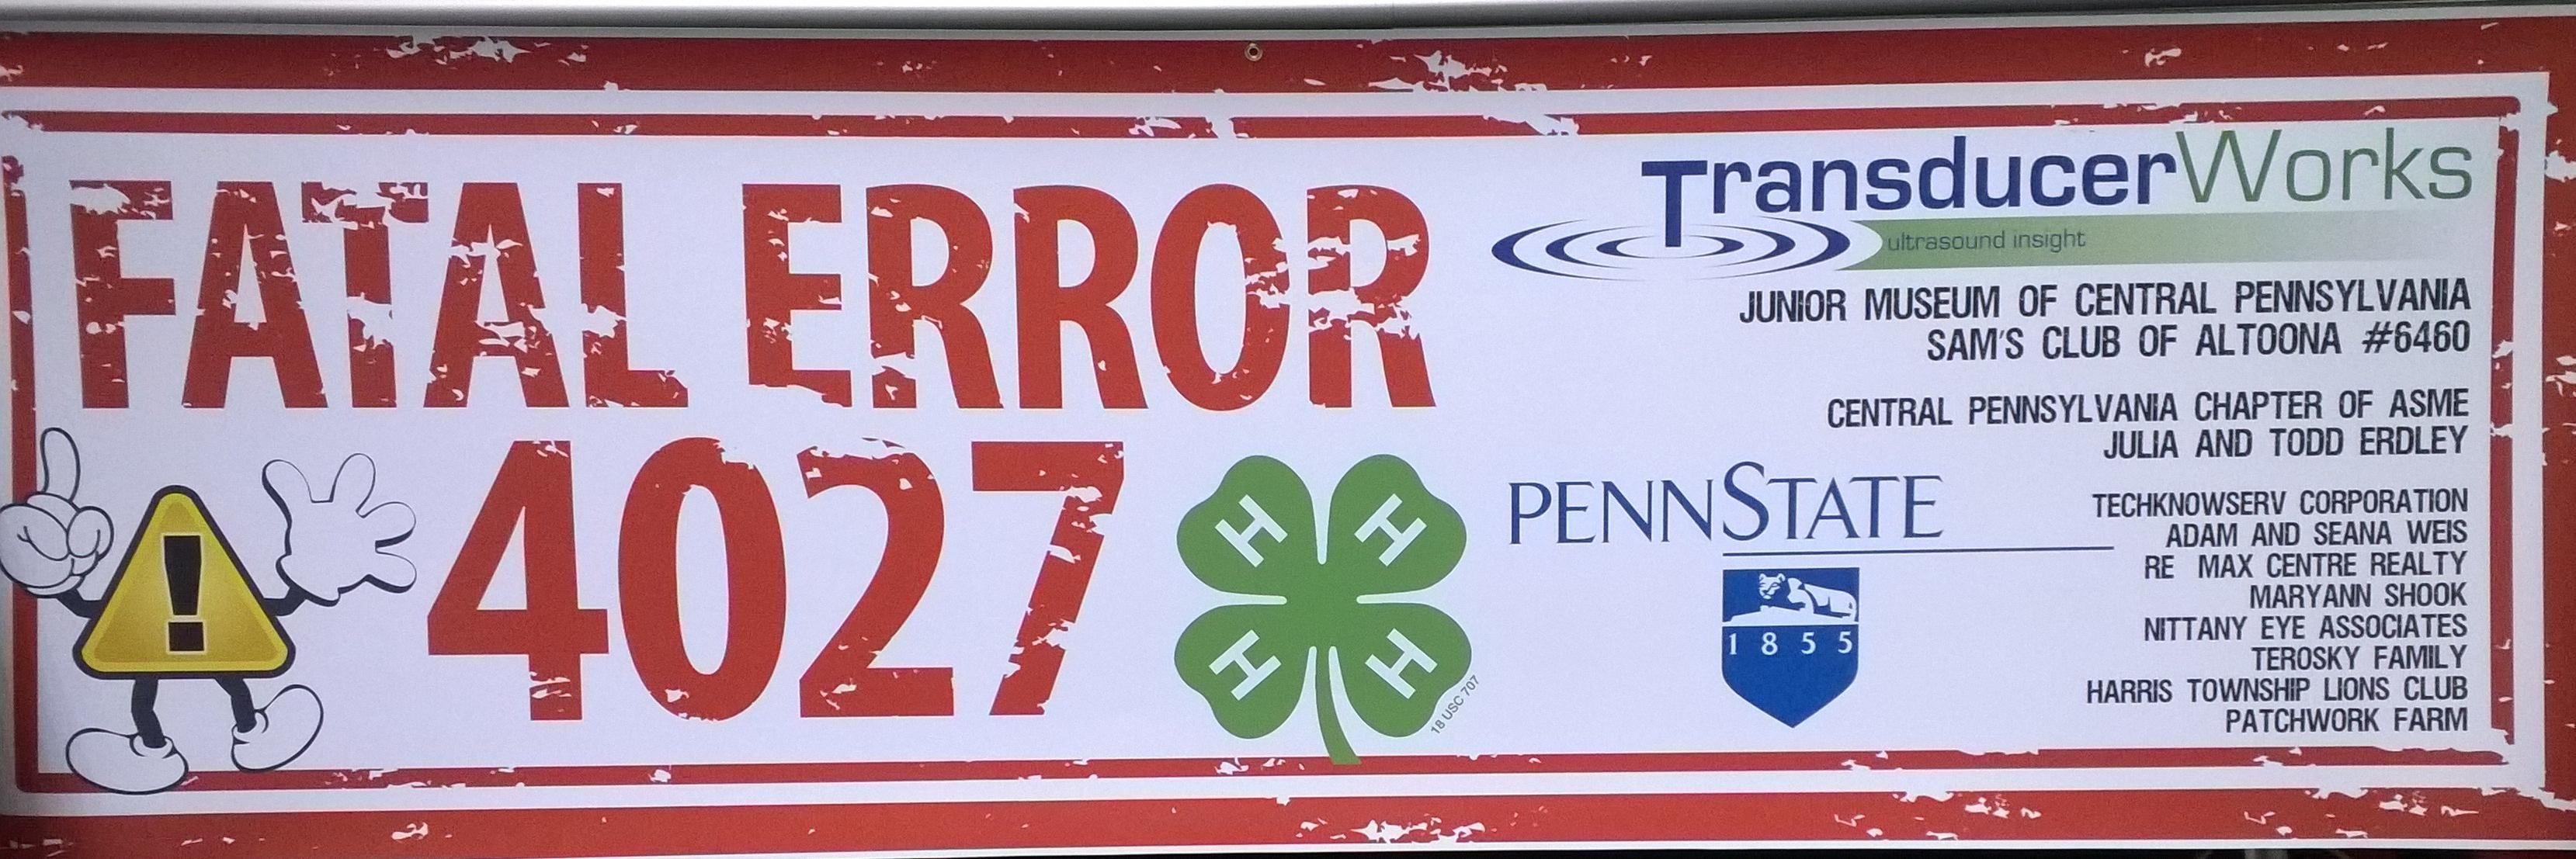 FATAL ERROR
4027
!
H H
H H
18 USC 707
TransducerWorks
ultrasound insight
JUNIOR MUSEUM OF CENTRAL PENNSYLVANIA
SAM'S CLUB OF ALTOONA #6460
CENTRAL PENNSYLVANIA CHAPTER OF ASME
JULIA AND TODD ERDLEY
PENNSTATE
1855
TECHKNOWSERV CORPORATION
ADAM AND SEANA WEIS
RE MAX CENTRE REALTY
MARYANN SHOOK
NITTANY EYE ASSOCIATES
TEROSKY FAMILY
HARRIS TOWNSHIP LIONS CLUB
PATCHWORK FARM